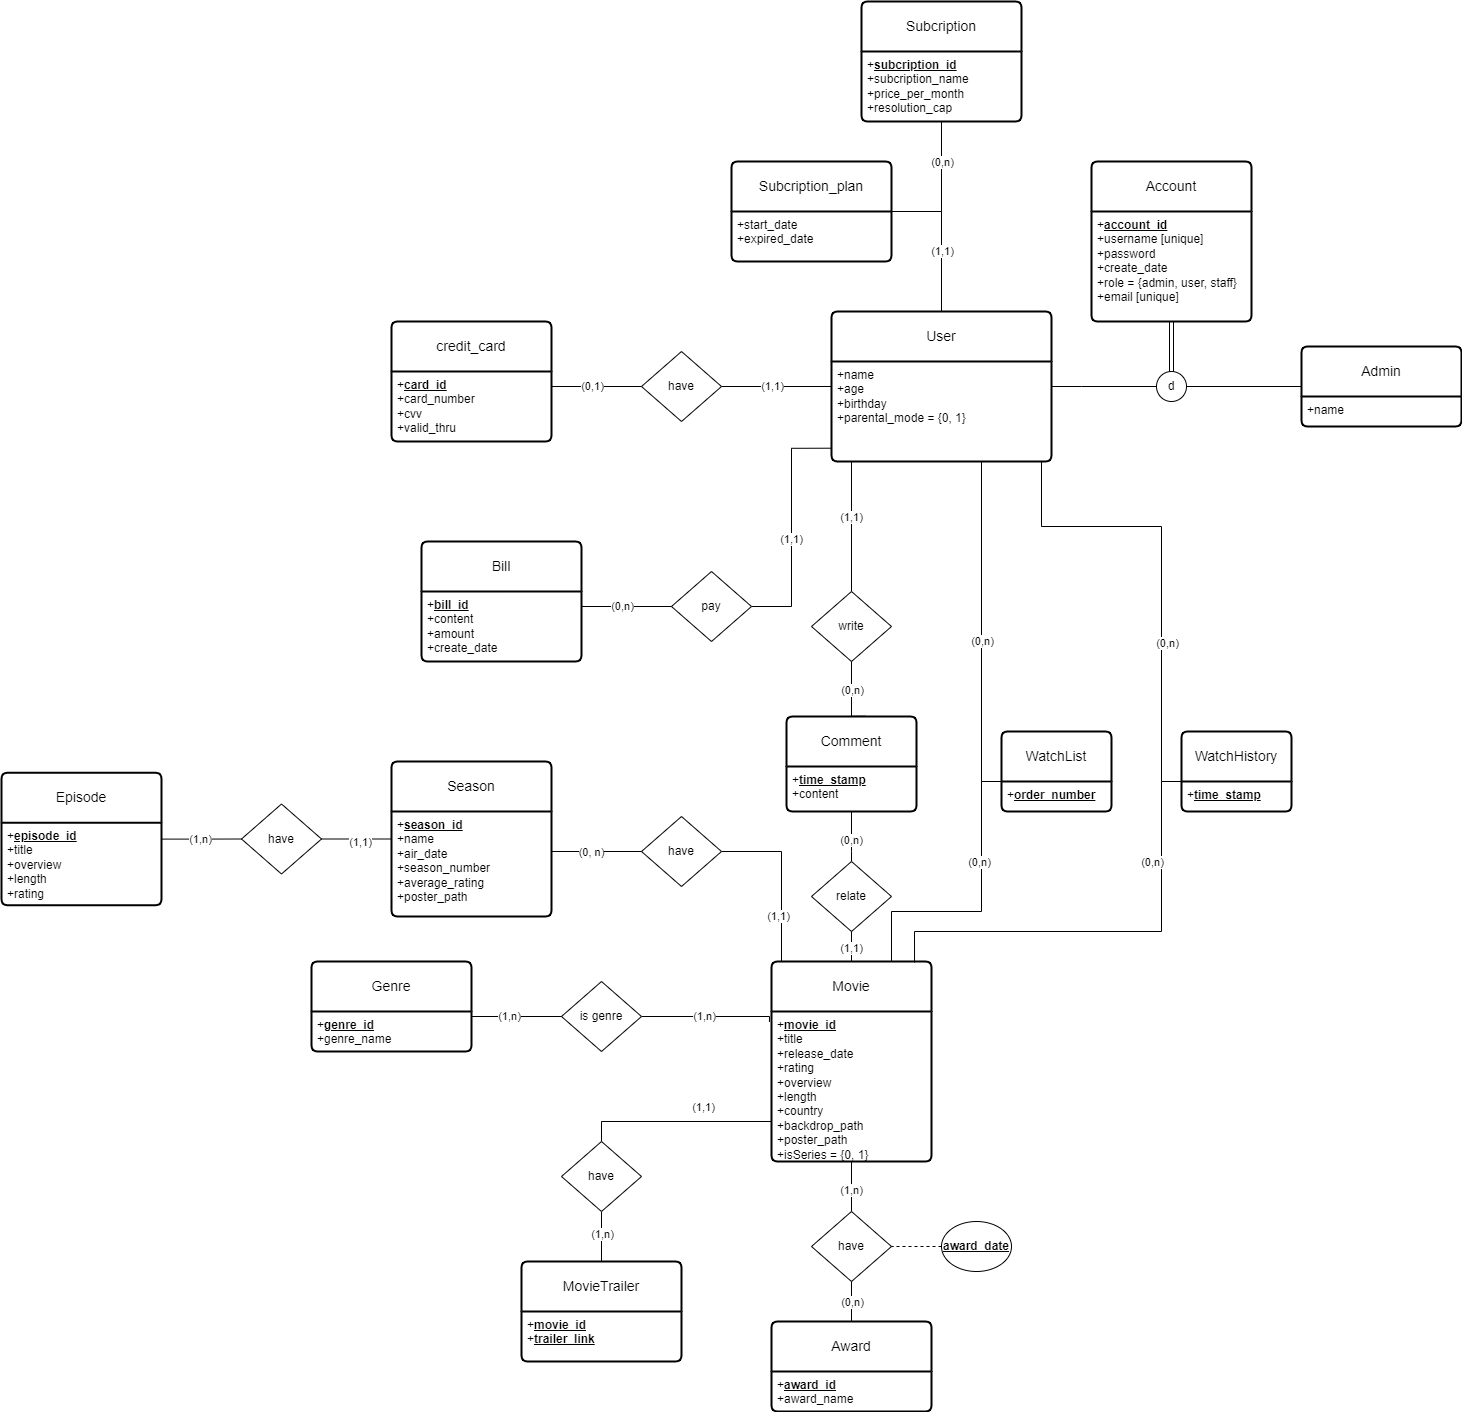 Subcription
+subcription_id
+subcription_name
+price_per_month
+resolution_cap
(0,n)
Subcription_plan
+start_date
+expired_date
(1,1)
Account
+account_id
+username [unique]
+password
+create_date
+role = {admin, user, staff}
+email [unique]
credit_card
+card_id
+card_number
+cvv
+valid_thru
(0,1)
have
(1,1)
User
+name
+age
+birthday
+parental_mode = {0, 1}
d
Admin
+name
Bill
+bill_id
+content
+amount
+create_date
(0,n)
pay
(1,1)
(1,1)
write
(0,n)
(0,n)
(0,n)
Comment
+time_stamp
+content
WatchList
+order_number
WatchHistory
+time_stamp
Episode
+episode_id
+title
+overview
+length
+rating
(1,n)
have
(1,1)
Season
+season_id
+name
+air_date
+season_number
+average_rating
+poster_path
(0, n)
have
(1,1)
(0,n)
relate
(1,1)
(0,n)
(0,n)
Genre
+genre_id
+genre_name
(1,n)
is genre
(1,n)
Movie
+movie_id
+title
+release_date
+rating
+overview
+length
+country
+backdrop_path
+poster_path
+isSeries = {0, 1}
(1,1)
have
(1,n)
MovieTrailer
+movie_id
+trailer_link
(1,n)
have
award_date
(0,n)
Award
+award_id
+award_name